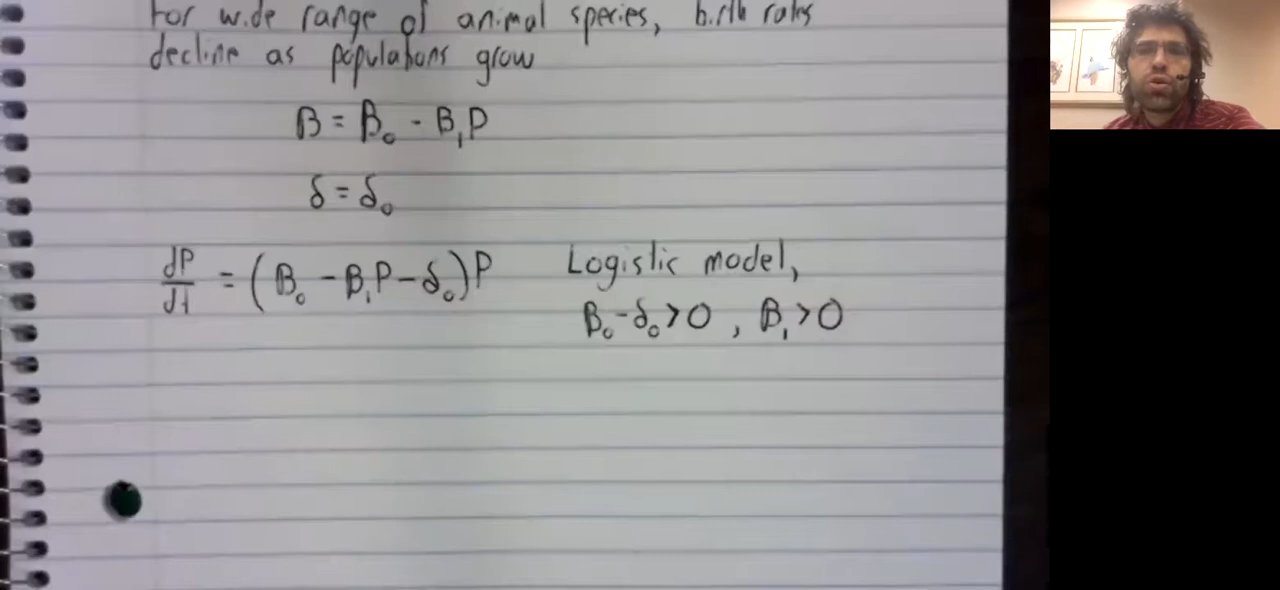 For wide range of animal species, birth rates
decline as populations grow
β = β₀ - β₁P
δ = δ₀
dP/dt = (β₀ - β₁P - δ₀)P
Logistic model,
β₀ - δ₀ > 0 , β₁ > 0